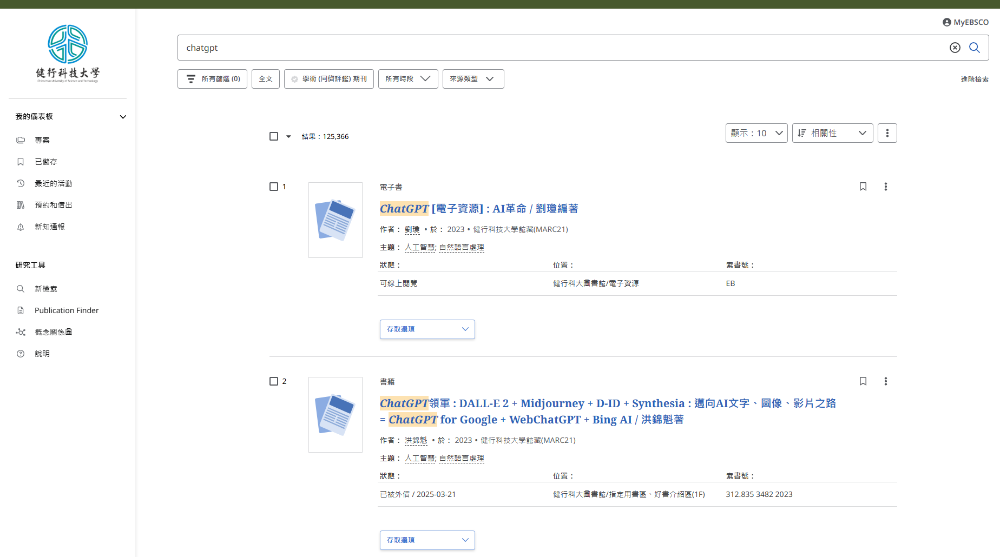 MyEBSCO
健行科技大學
Chien Hsin University of Science and Technology
chatgpt
所有篩選 (0)
全文
學術 (同儕評鑑) 期刊
所有時段
來源類型
進階檢索
我的儀表板
專案
已儲存
最近的活動
預約和借出
新知通報
研究工具
新檢索
Publication Finder
概念關係圖
說明
結果：125,366
顯示：10
相關性
1
電子書
ChatGPT [電子資源] : AI革命 / 劉瓊編著
作者： 劉瓊 • 於： 2023 • 健行科技大學館藏(MARC21)
主題： 人工智慧; 自然語言處理
狀態： 位置： 索書號：
可線上閱覽 健行科大圖書館/電子資源 EB
存取選項
2
書籍
ChatGPT領軍 : DALL-E 2 + Midjourney + D-ID + Synthesia : 邁向AI文字、圖像、影片之路
= ChatGPT for Google + WebChatGPT + Bing AI / 洪錦魁著
作者： 洪錦魁 • 於： 2023 • 健行科技大學館藏(MARC21)
主題： 人工智慧; 自然語言處理
狀態： 位置： 索書號：
已被外借 / 2025-03-21 健行科大圖書館/指定用書區、好書介紹區(1F) 312.835 3482 2023
存取選項